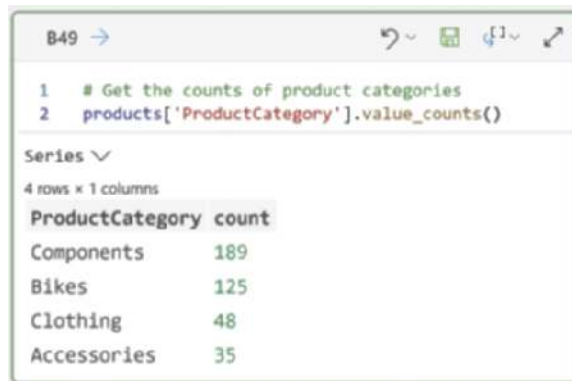 B49
1 # Get the counts of product categories
2 products['ProductCategory'].value_counts()
Series
4 rows × 1 columns
ProductCategory count
Components 189
Bikes 125
Clothing 48
Accessories 35